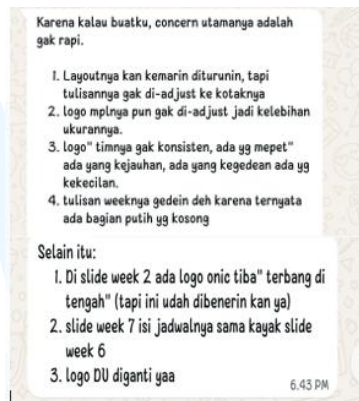 Karena kalau buatku, concern utamanya adalah
gak rapi.
1. Layoutnya kan kemarin diturunin, tapi
tulisannya gak di-adjust ke kotaknya
2. logo mplnya pun gak di-adjust jadi kelebihan
ukurannya.
3. logo" timnya gak konsisten, ada yg mepet"
ada yang kejauhan, ada yang kegedean ada yg
kekecilan.
4. tulisan weeknya gedein deh karena ternyata
ada bagian putih yg kosong
Selain itu:
1. Di slide week 2 ada logo onic tiba" terbang di
tengah" (tapi ini udah dibenerin kan ya)
2. slide week 7 isi jadwalnya sama kayak slide
week 6
3. logo DU diganti yaa
6.43 PM